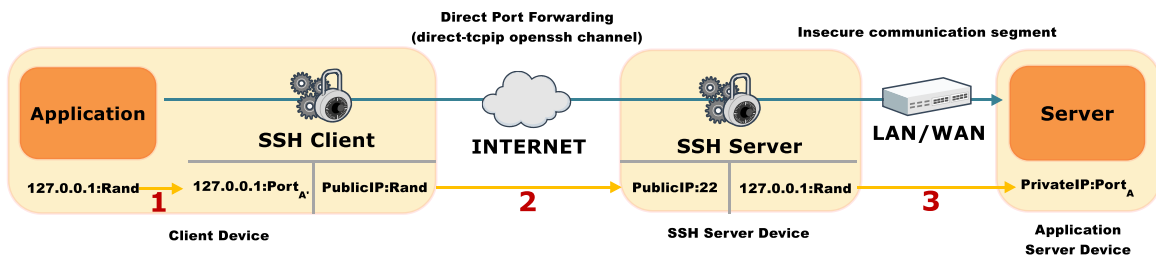 Direct Port Forwarding
(direct-tcpip openssh channel)
Insecure communication segment
Application
SSH Client
INTERNET
SSH Server
LAN/WAN
Server
127.0.0.1:Rand
1
127.0.0.1:PortA'
PublicIP:Rand
2
PublicIP:22
127.0.0.1:Rand
3
PrivateIP:PortA
Client Device
SSH Server Device
Application
Server Device